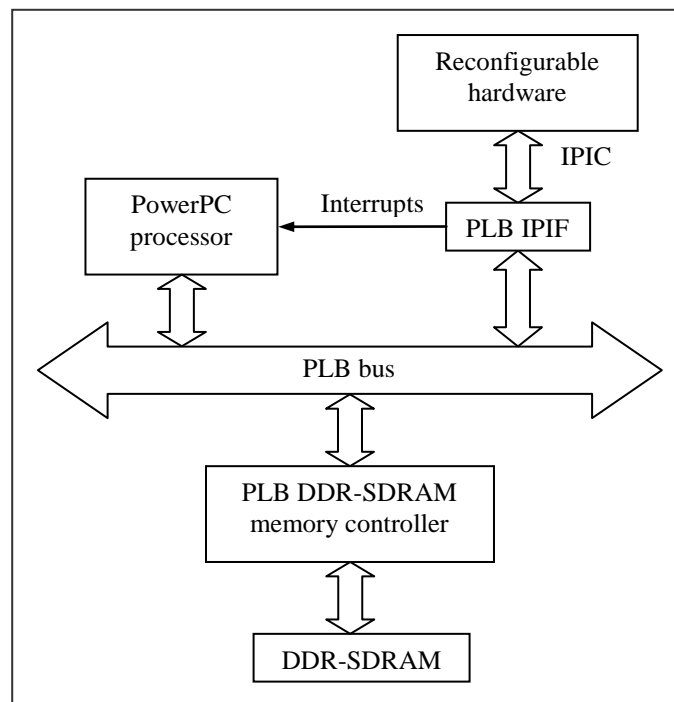 Reconfigurable
hardware
IPIC
PowerPC
processor
Interrupts
PLB IPIF
PLB bus
PLB DDR-SDRAM
memory controller
DDR-SDRAM